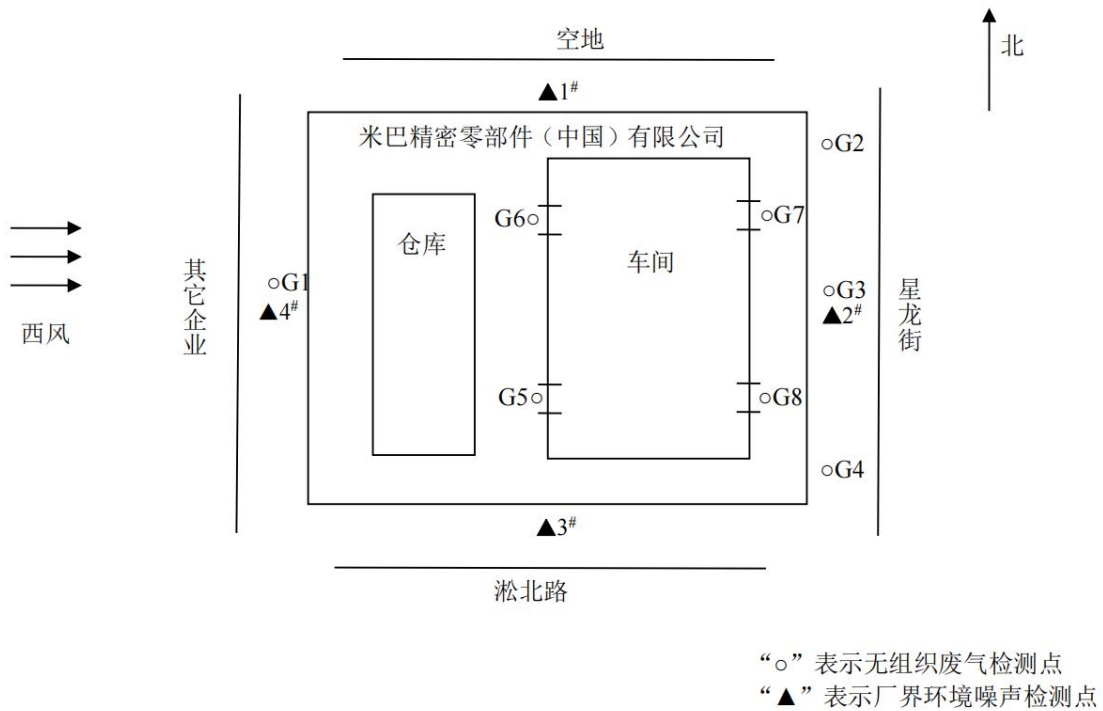 空地
北
▲1#
米巴精密零部件（中国）有限公司
○G2
G6○
○G7
仓库
车间
其它企业
○G1
○G3
▲4#
▲2#
星龙街
西风
G5○
○G8
○G4
▲3#
淞北路
“○”表示无组织废气检测点
“▲”表示厂界环境噪声检测点